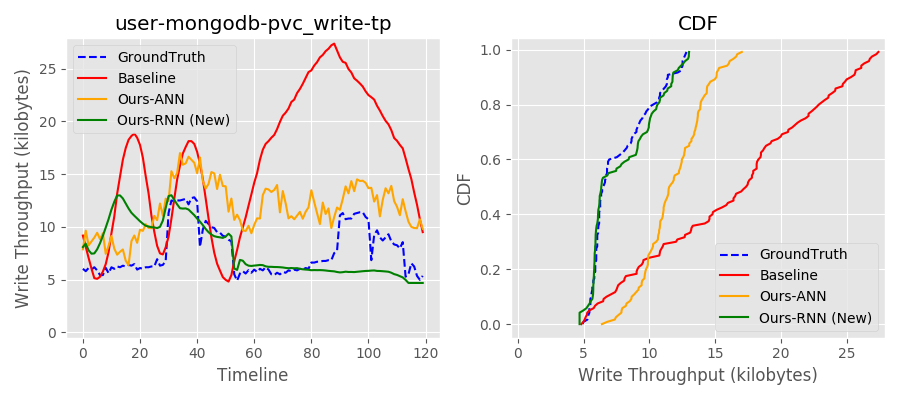 user-mongodb-pvc_write-tp
Write Throughput (kilobytes)
25
20
15
10
5
0
GroundTruth
Baseline
Ours-ANN
Ours-RNN (New)
0 20 40 60 80 100 120
Timeline
CDF
CDF
1.0
0.8
0.6
0.4
0.2
0.0
GroundTruth
Baseline
Ours-ANN
Ours-RNN (New)
0 5 10 15 20 25
Write Throughput (kilobytes)